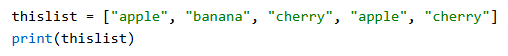 thislist = ["apple", "banana", "cherry", "apple", "cherry"]
print(thislist)